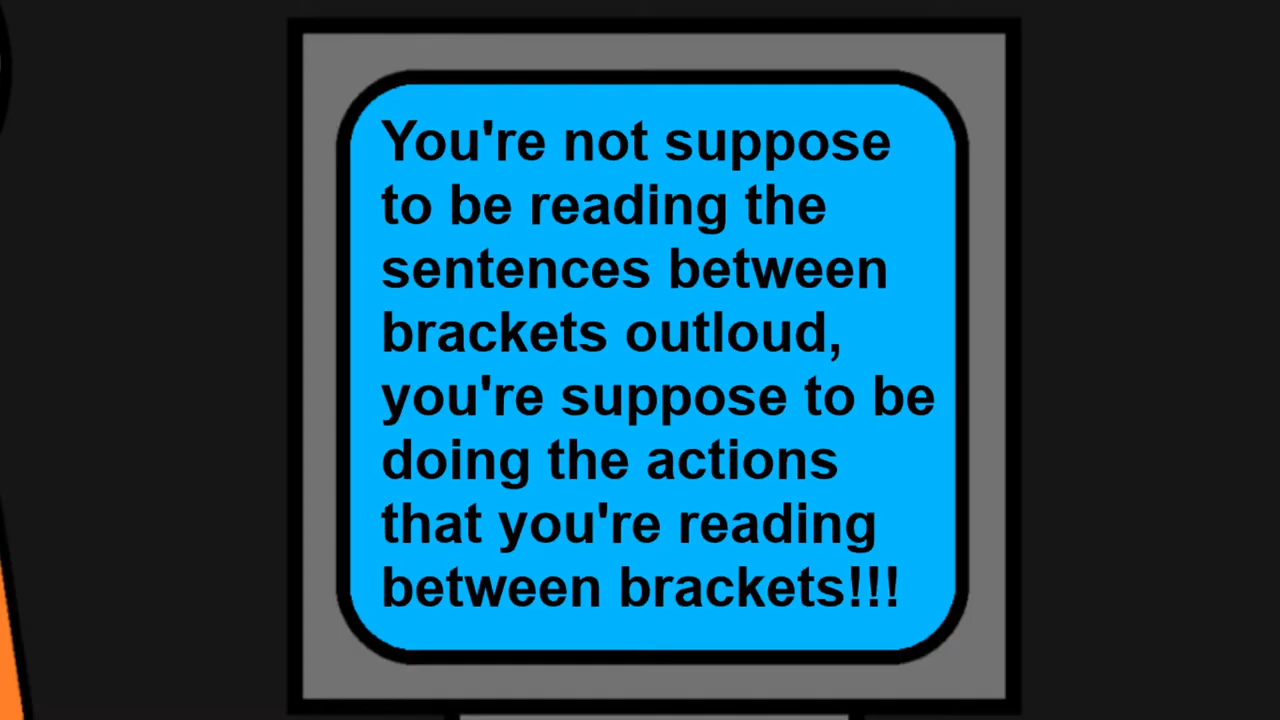 You're not suppose
to be reading the
sentences between
brackets outloud,
you're suppose to be
doing the actions
that you're reading
between brackets!!!